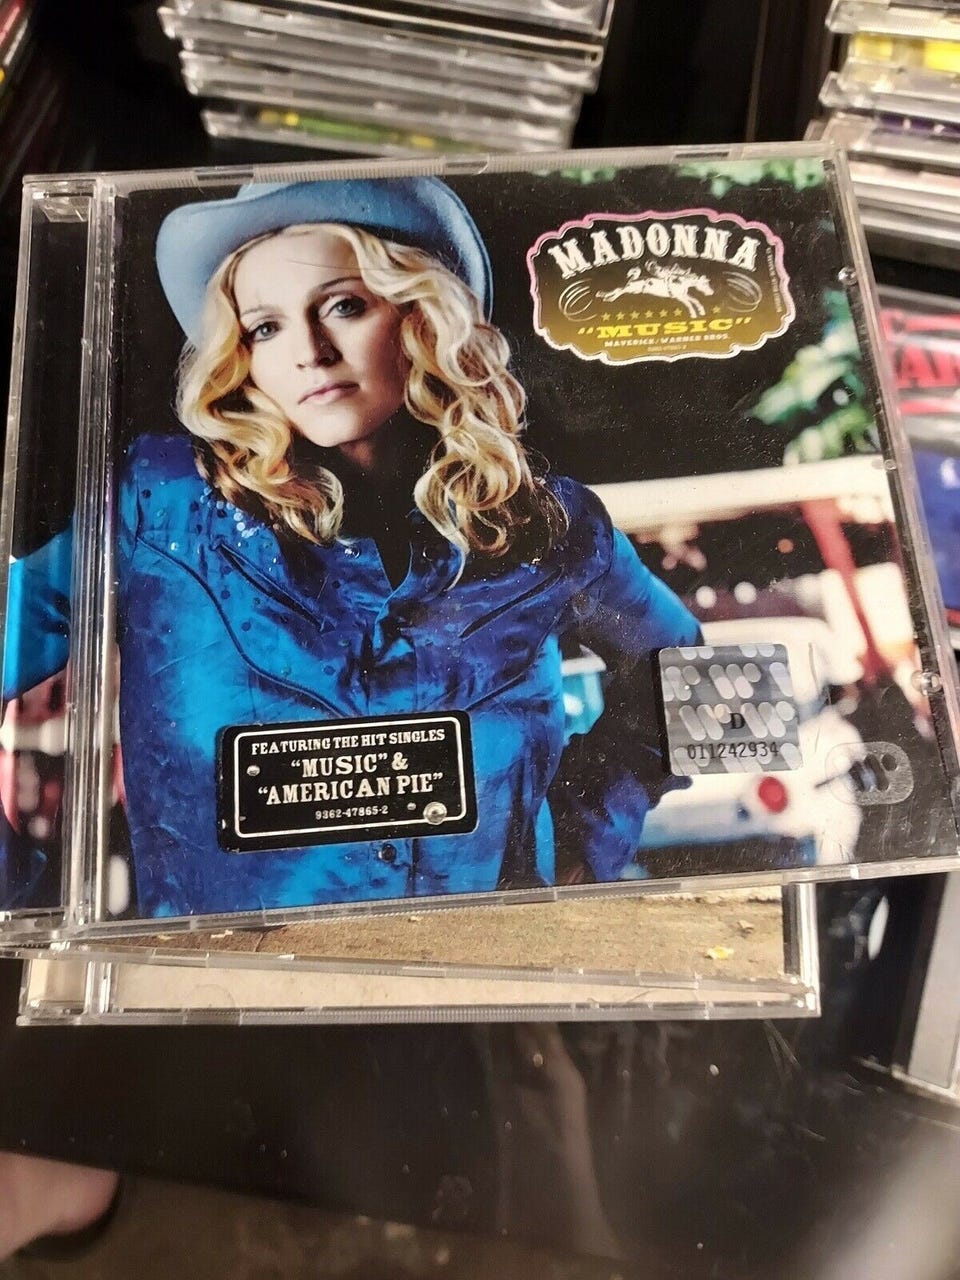 MADONNA
"MUSIC"
MAVERICK/WARNER BROS.
FEATURING THE HIT SINGLES
"MUSIC" &
"AMERICAN PIE"
9362-47865-2
D
011242934